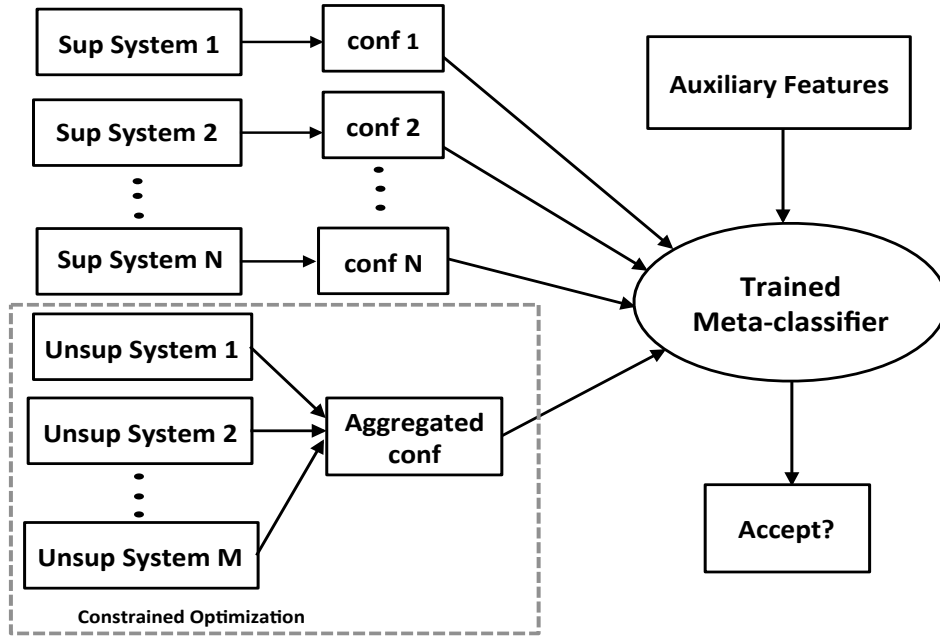 Sup System 1
conf 1
Auxiliary Features
Sup System 2
conf 2
Sup System N
conf N
Trained
Meta-classifier
Unsup System 1
Unsup System 2
Aggregated
conf
Unsup System M
Accept?
Constrained Optimization